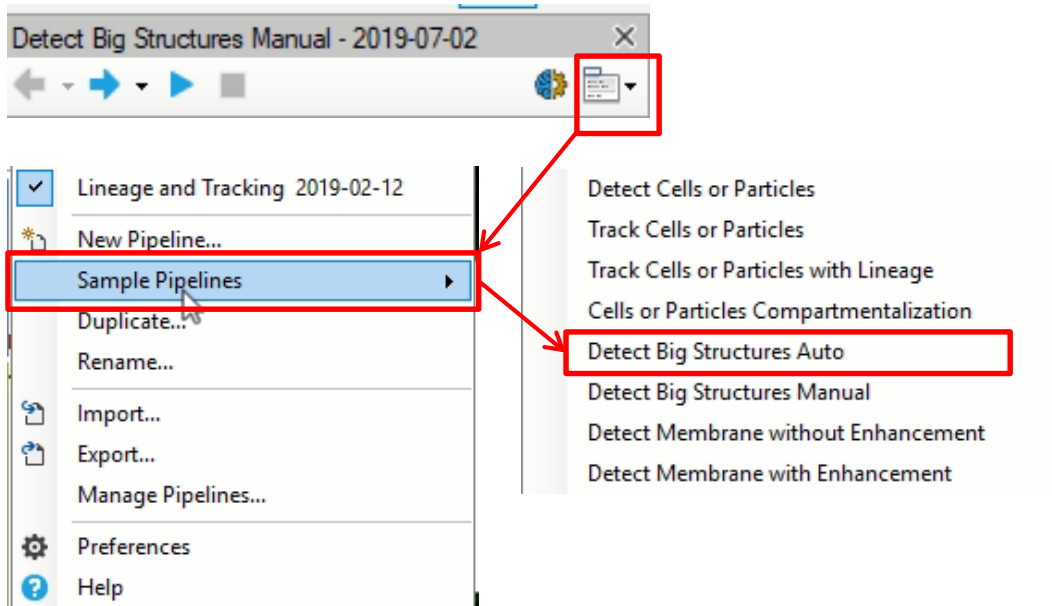 Detect Big Structures Manual - 2019-07-02
Lineage and Tracking 2019-02-12
New Pipeline...
Sample Pipelines
Duplicate...
Rename...
Import...
Export...
Manage Pipelines...
Preferences
Help
Detect Cells or Particles
Track Cells or Particles
Track Cells or Particles with Lineage
Cells or Particles Compartmentalization
Detect Big Structures Auto
Detect Big Structures Manual
Detect Membrane without Enhancement
Detect Membrane with Enhancement